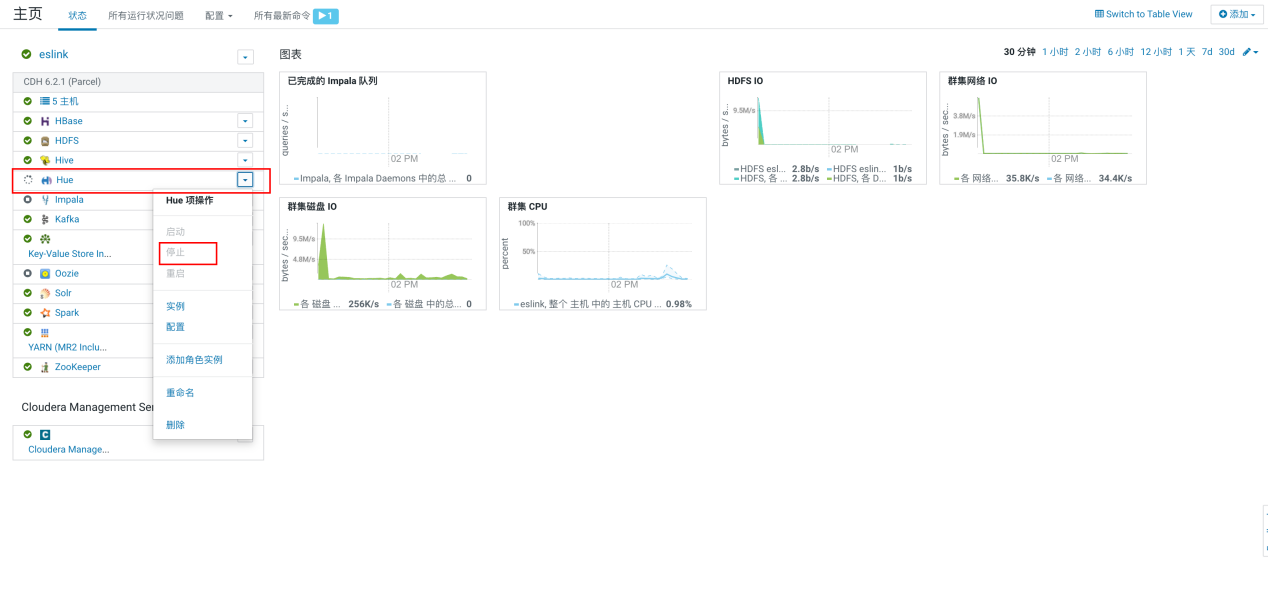 主页 状态 所有运行状况问题 配置 所有最新命令 1 Switch to Table View 添加
eslink
CDH 6.2.1 (Parcel)
5 主机
HBase
HDFS
Hive
Hue
Impala
Kafka
Key-Value Store In...
Oozie
Solr
Spark
YARN (MR2 Inclu...
ZooKeeper
Cloudera Management Ser
Cloudera Manage...
Hue 项操作
启动
停止
重启
实例
配置
添加角色实例
重命名
删除
图表
30 分钟 1 小时 2 小时 6 小时 12 小时 1 天 7d 30d
已完成的 Impala 队列
queries / s...
02 PM
Impala, 各 Impala Daemons 中的总 ... 0
HDFS IO
bytes / s...
9.5M/s
02 PM
HDFS esl... 2.8b/s HDFS eslin... 1b/s
HDFS, 各 ... 2.8b/s HDFS, 各 D... 1b/s
群集网络 IO
bytes / sec...
3.8M/s
1.9M/s
02 PM
各 网络... 35.8K/s 各 网络... 34.4K/s
群集磁盘 IO
bytes / sec...
9.5M/s
4.8M/s
02 PM
各 磁盘 ... 256K/s 各 磁盘 中的总... 0
群集 CPU
percent
100%
50%
02 PM
eslink, 整个 主机 中的 主机 CPU ... 0.98%